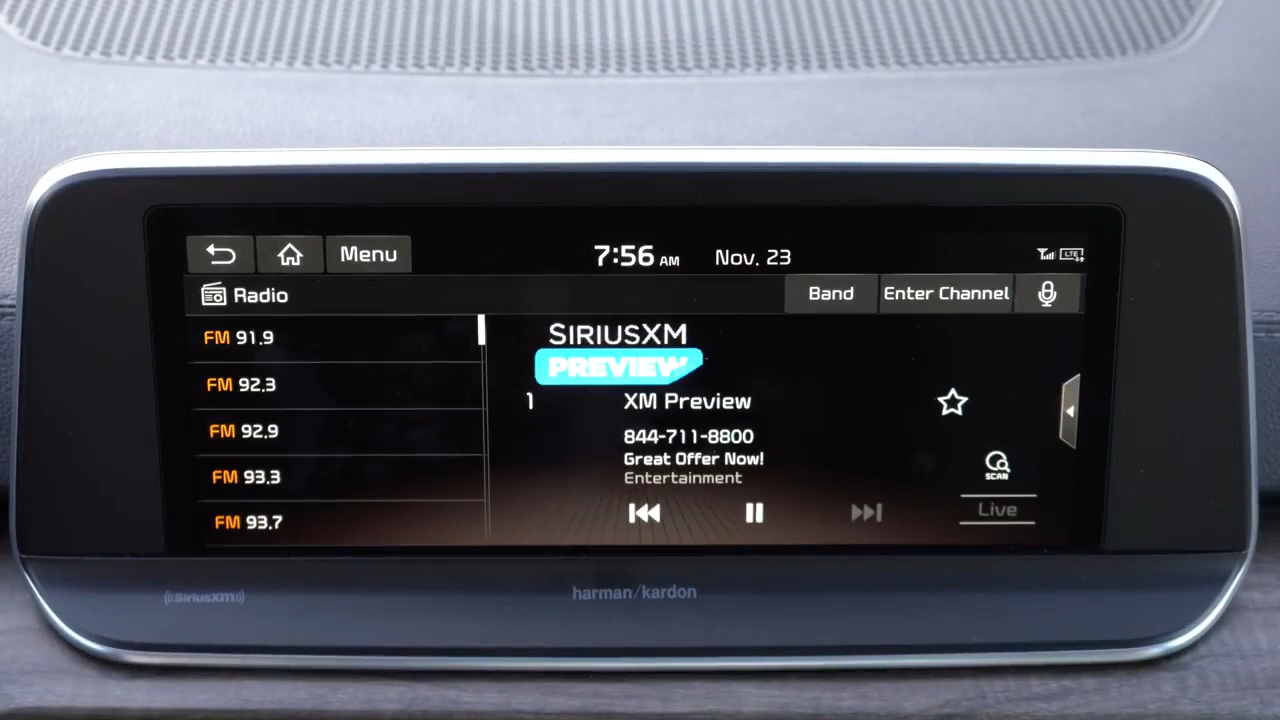 Menu
7:56 AM
Nov. 23
LTE
Radio
Band
Enter Channel
FM 91.9
FM 92.3
FM 92.9
FM 93.3
FM 93.7
SIRIUSXM
PREVIEW
1
XM Preview
844-711-8800
Great Offer Now!
Entertainment
SCAN
Live
((SiriusXM))
harman/kardon